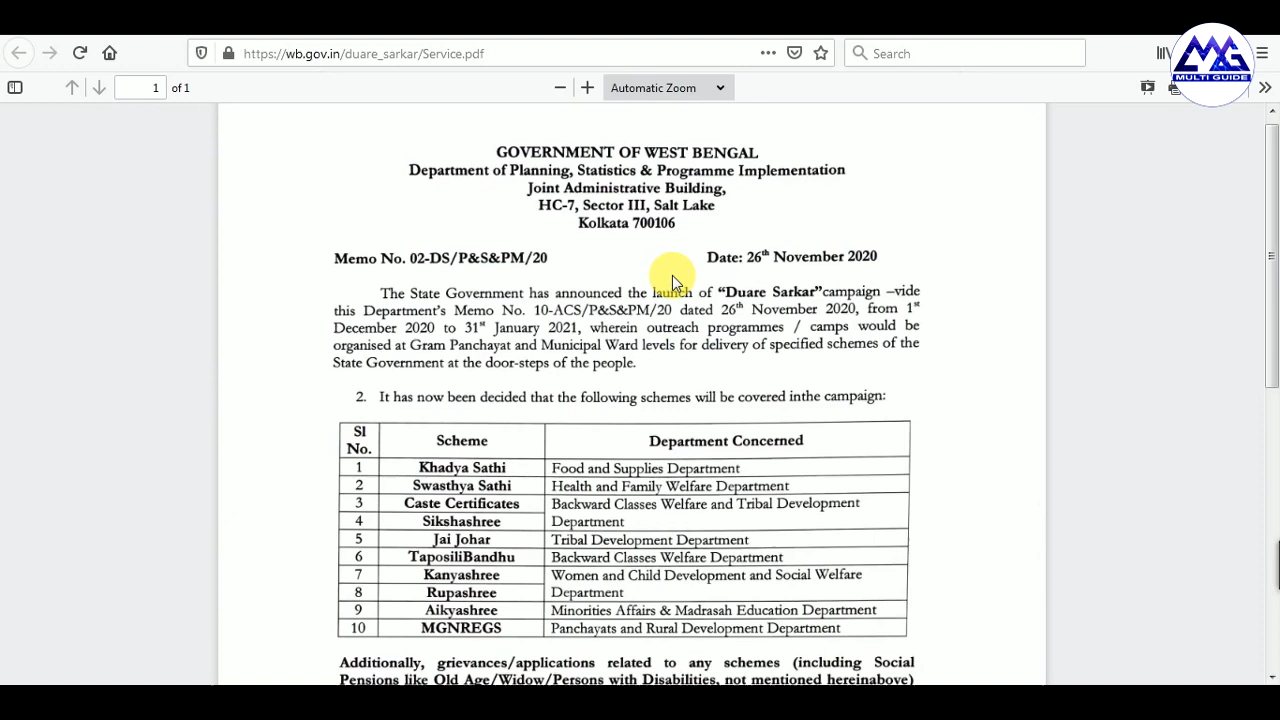 https://wb.gov.in/duare_sarkar/Service.pdf
Search
MG
MULTI GUIDE
1 of 1
Automatic Zoom
GOVERNMENT OF WEST BENGAL
Department of Planning, Statistics & Programme Implementation
Joint Administrative Building,
HC-7, Sector III, Salt Lake
Kolkata 700106
Memo No. 02-DS/P&S&PM/20 Date: 26th November 2020
The State Government has announced the launch of “Duare Sarkar”campaign –vide
this Department's Memo No. 10-ACS/P&S&PM/20 dated 26th November 2020, from 1st
December 2020 to 31st January 2021, wherein outreach programmes / camps would be
organised at Gram Panchayat and Municipal Ward levels for delivery of specified schemes of the
State Government at the door-steps of the people.
2. It has now been decided that the following schemes will be covered inthe campaign:
Sl No. Scheme Department Concerned
1 Khadya Sathi Food and Supplies Department
2 Swasthya Sathi Health and Family Welfare Department
3 Caste Certificates Backward Classes Welfare and Tribal Development
4 Sikshashree Department
5 Jai Johar Tribal Development Department
6 TaposiliBandhu Backward Classes Welfare Department
7 Kanyashree Women and Child Development and Social Welfare
8 Rupashree Department
9 Aikyashree Minorities Affairs & Madrasah Education Department
10 MGNREGS Panchayats and Rural Development Department
Additionally, grievances/applications related to any schemes (including Social
Pensions like Old Age/Widow/Persons with Disabilities, not mentioned hereinabove)